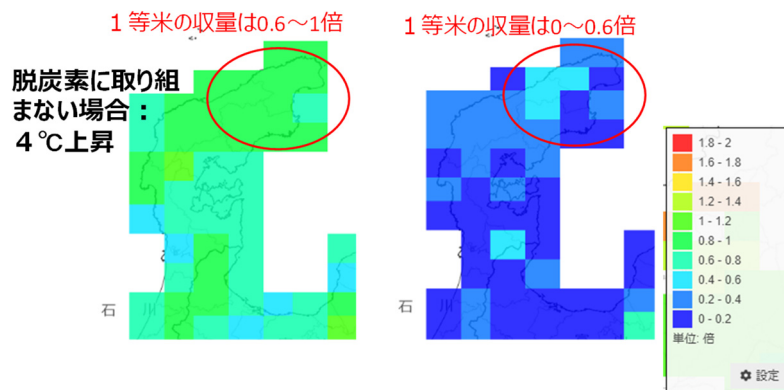 1等米の収量は0.6～1倍
1等米の収量は0～0.6倍
脱炭素に取り組
まない場合：
４℃上昇
石 川
石 川
1.8 - 2
1.6 - 1.8
1.4 - 1.6
1.2 - 1.4
1 - 1.2
0.8 - 1
0.6 - 0.8
0.4 - 0.6
0.2 - 0.4
0 - 0.2
単位: 倍
設定